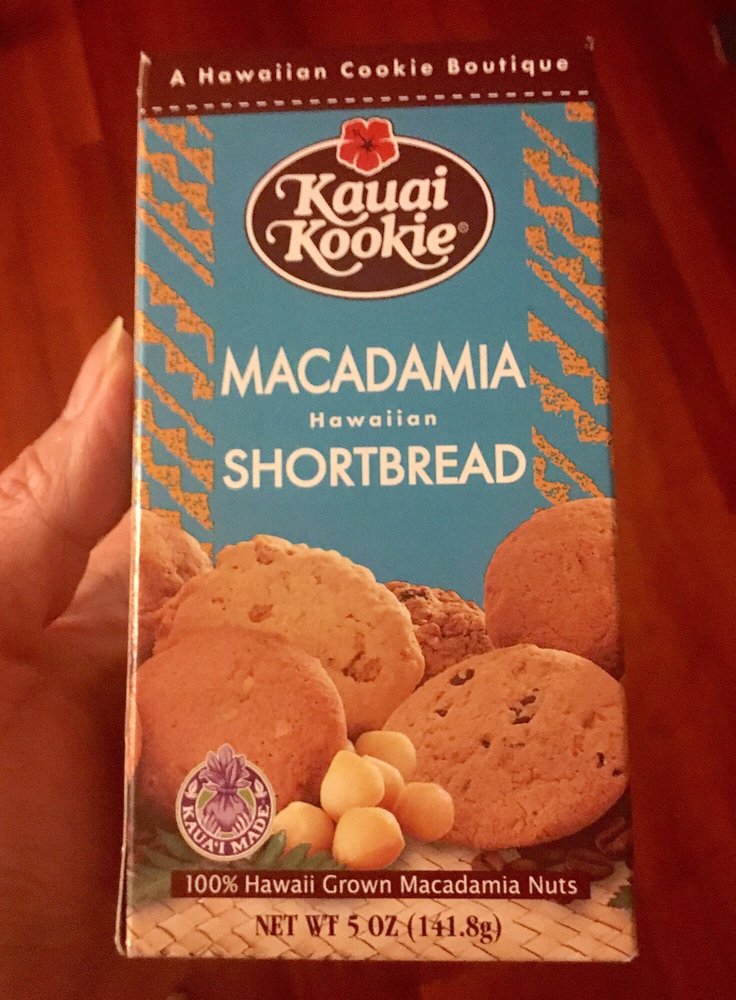 A Hawaiian Cookie Boutique
Kauai
Kookie®
MACADAMIA
Hawaiian
SHORTBREAD
KAUA'I MADE
100% Hawaii Grown Macadamia Nuts
NET WT 5 OZ (141.8g)